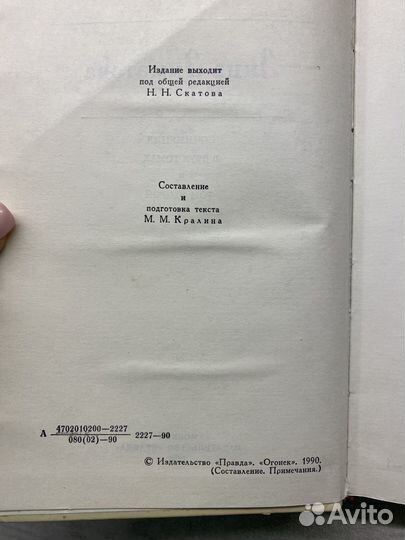 Издание выходит
под общей редакцией
Н. Н. Скатова
Составление
и
подготовка текста
М. М. Кралина
А 4702010200—2227
080(02)—90
2227—90
© Издательство «Правда». «Огонек». 1990.
(Составление. Примечания.)
Avito